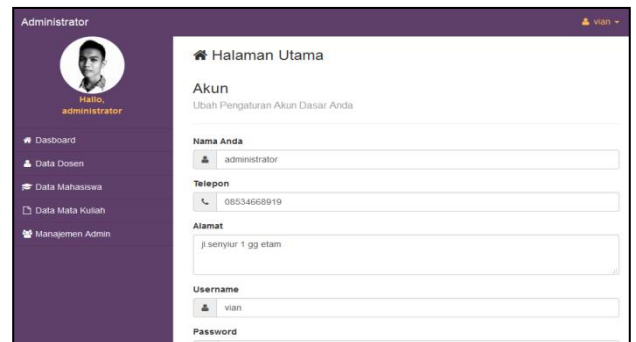 Administrator
vian
Hallo,
administrator
Dasboard
Data Dosen
Data Mahasiswa
Data Mata Kuliah
Manajemen Admin
Halaman Utama
Akun
Ubah Pengaturan Akun Dasar Anda
Nama Anda
administrator
Telepon
08534668919
Alamat
jl.senyiur 1 gg etam
Username
vian
Password